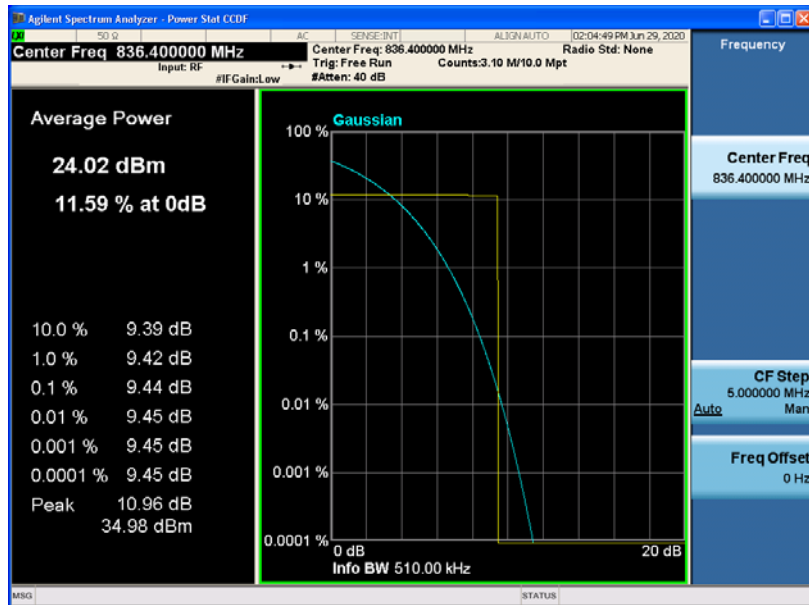 Agilent Spectrum Analyzer - Power Stat CCDF
50 Ω AC SENSE:INT ALIGN AUTO 02:04:49 PM Jun 29, 2020
Center Freq 836.400000 MHz
Input: RF
#IFGain:Low
Center Freq: 836.400000 MHz
Radio Std: None
Trig: Free Run
Counts:3.10 M/10.0 Mpt
#Atten: 40 dB
Frequency
Average Power
24.02 dBm
11.59 % at 0dB
10.0 % 9.39 dB
1.0 % 9.42 dB
0.1 % 9.44 dB
0.01 % 9.45 dB
0.001 % 9.45 dB
0.0001 % 9.45 dB
Peak 10.96 dB
34.98 dBm
Gaussian
100 %
10 %
1 %
0.1 %
0.01 %
0.001 %
0.0001 %
0 dB
20 dB
Info BW 510.00 kHz
Center Freq
836.400000 MHz
CF Step
5.000000 MHz
Auto Man
Freq Offset
0 Hz
MSG
STATUS